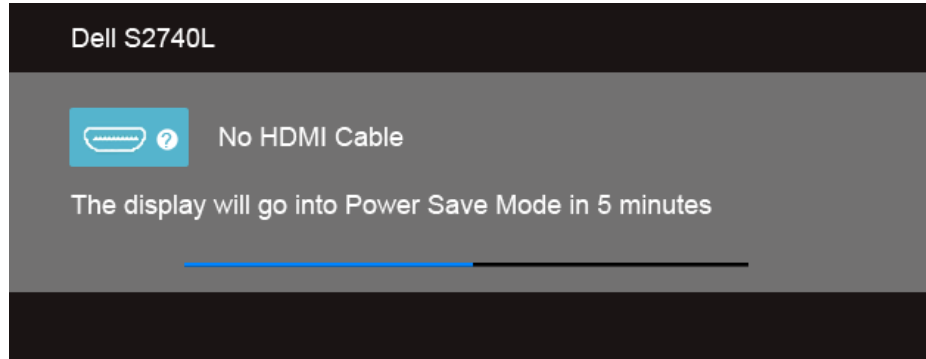 Dell S2740L
? No HDMI Cable
The display will go into Power Save Mode in 5 minutes